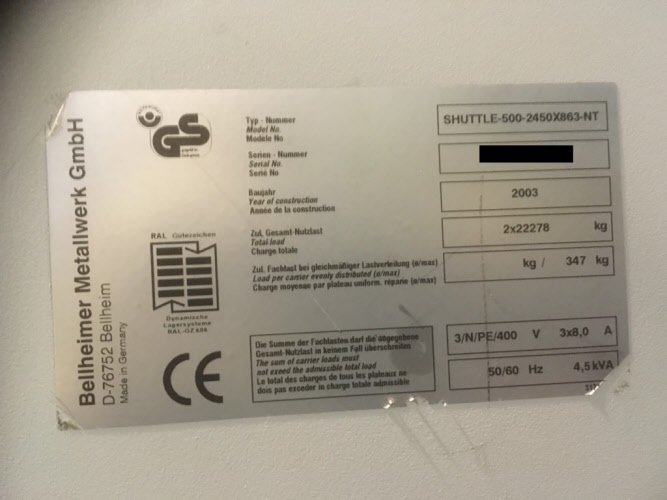 Bellheimer Metallwerk GmbH
D-76752 Bellheim
Made in Germany
GS
RAL Gütezeichen
Dynamische
Lagersysteme
RAL-GZ 608
CE
Typ - Nummer
Model No.
Modele No
SHUTTLE-500-2450X863-NT
Serien - Nummer
Serial No.
Serie No
Baujahr
Year of construction
Année de la construction
2003
Zul. Gesamt-Nutzlast
Total load
Charge totale
2x22278 kg
Zul. Fachlast bei gleichmäßiger Lastverteilung (ø/max)
Load per carrier evenly distributed (ø/max)
Charge moyenne par plateau uniform. réparie (ø/max)
kg / 347 kg
Die Summe der Fachlasten darf die angegebene
Gesamt-Nutzlast in keinem Fall überschreiten
The sum of carrier loads must
not exceed the admissible total load
Le total des charges de tous les plateaux ne
dois pas exceder in charge totale admissible
3/N/PE/400 V 3x8,0 A
50/60 Hz 4,5 kVA